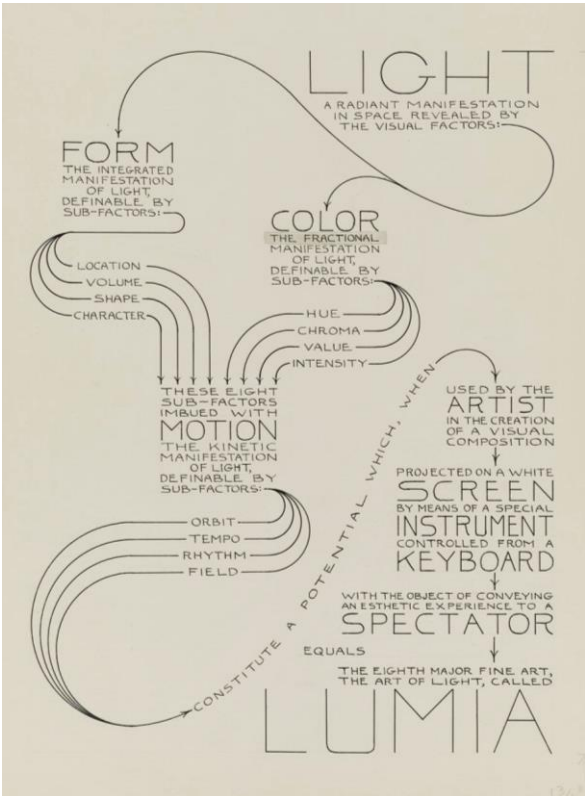 LIGHT
A RADIANT MANIFESTATION
IN SPACE REVEALED BY
THE VISUAL FACTORS:-
FORM
THE INTEGRATED
MANIFESTATION
OF LIGHT,
DEFINABLE BY
SUB-FACTORS:-
COLOR
THE FRACTIONAL
MANIFESTATION
OF LIGHT,
DEFINABLE BY
SUB-FACTORS:-
LOCATION
VOLUME
SHAPE
CHARACTER
HUE
CHROMA
VALUE
INTENSITY
THESE EIGHT
SUB-FACTORS
IMBUED WITH
MOTION
THE KINETIC
MANIFESTATION
OF LIGHT,
DEFINABLE BY
SUB-FACTORS:-
ORBIT
TEMPO
RHYTHM
FIELD
CONSTITUTE A POTENTIAL WHICH, WHEN
USED BY THE
ARTIST
IN THE CREATION
OF A VISUAL
COMPOSITION
PROJECTED ON A WHITE
SCREEN
BY MEANS OF A SPECIAL
INSTRUMENT
CONTROLLED FROM A
KEYBOARD
WITH THE OBJECT OF CONVEYING
AN ESTHETIC EXPERIENCE TO A
SPECTATOR
EQUALS
THE EIGHTH MAJOR FINE ART,
THE ART OF LIGHT, CALLED
LUMIA